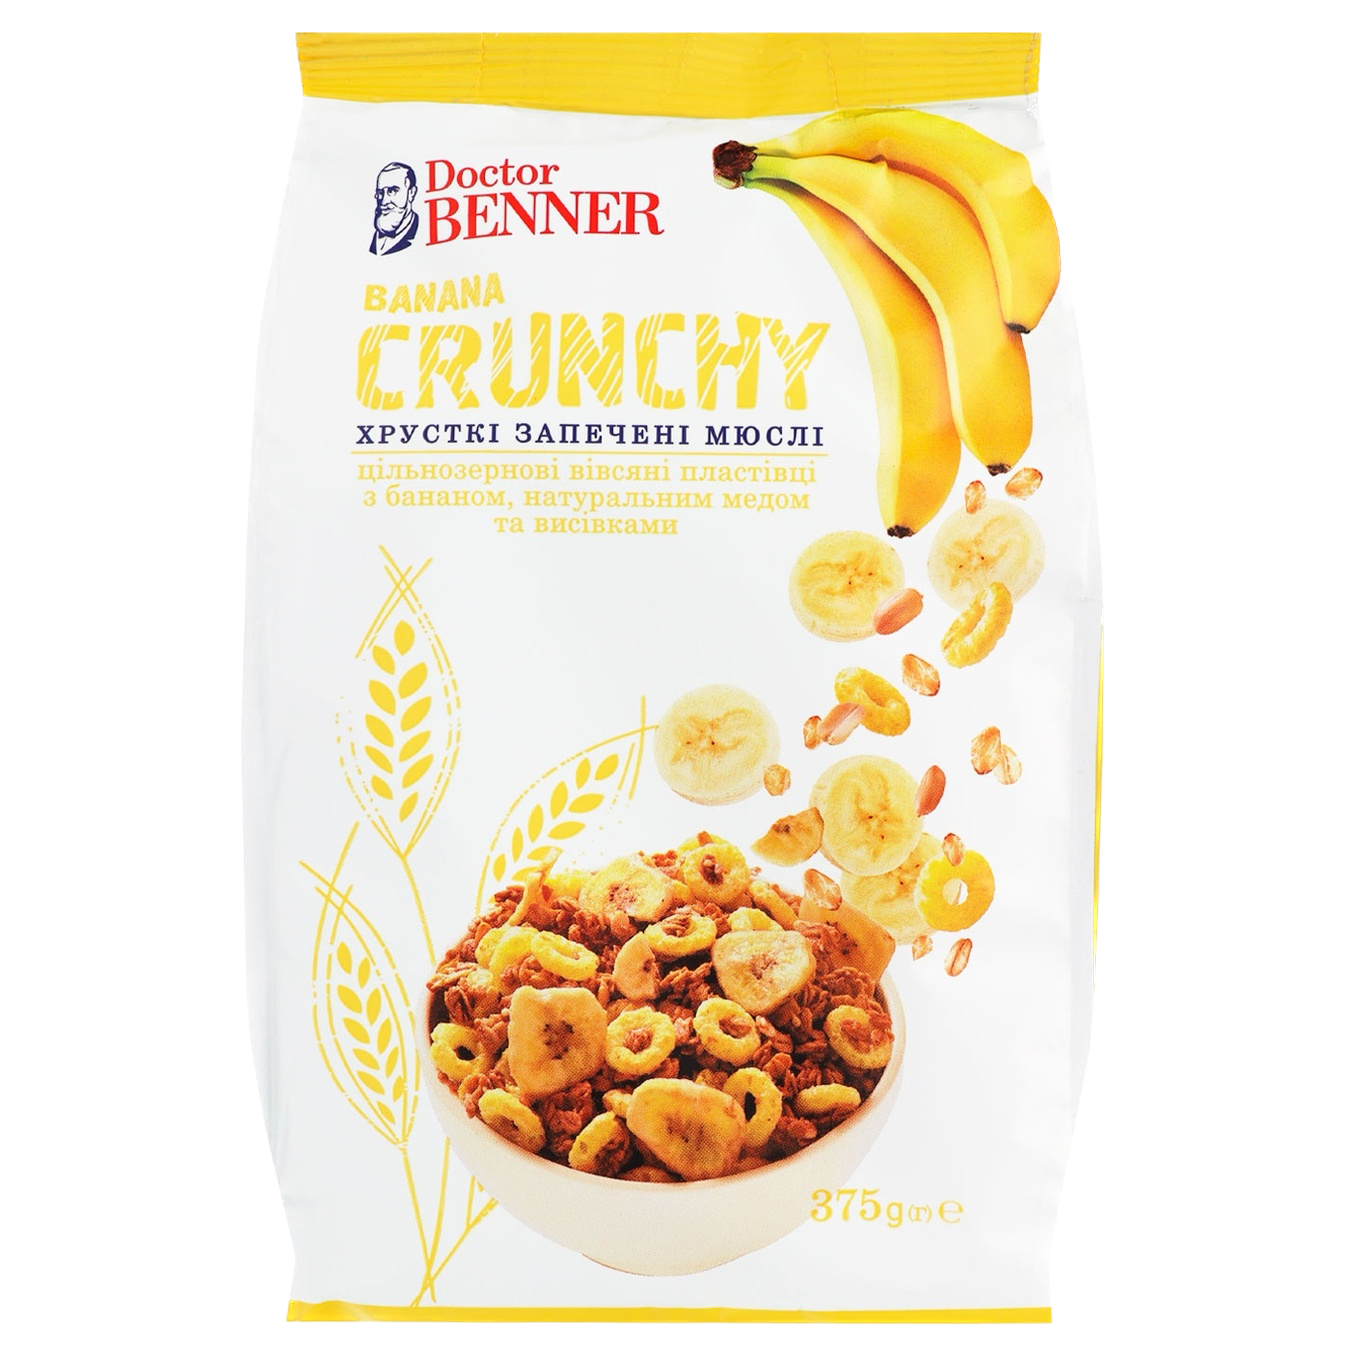 Doctor
BENNER
BANANA
CRUNCHY
ХРУСТКІ ЗАПЕЧЕНІ МЮСЛІ
цільнозернові вівсяні пластівці
з бананом, натуральним медом
та висівками
375g(г) ℮